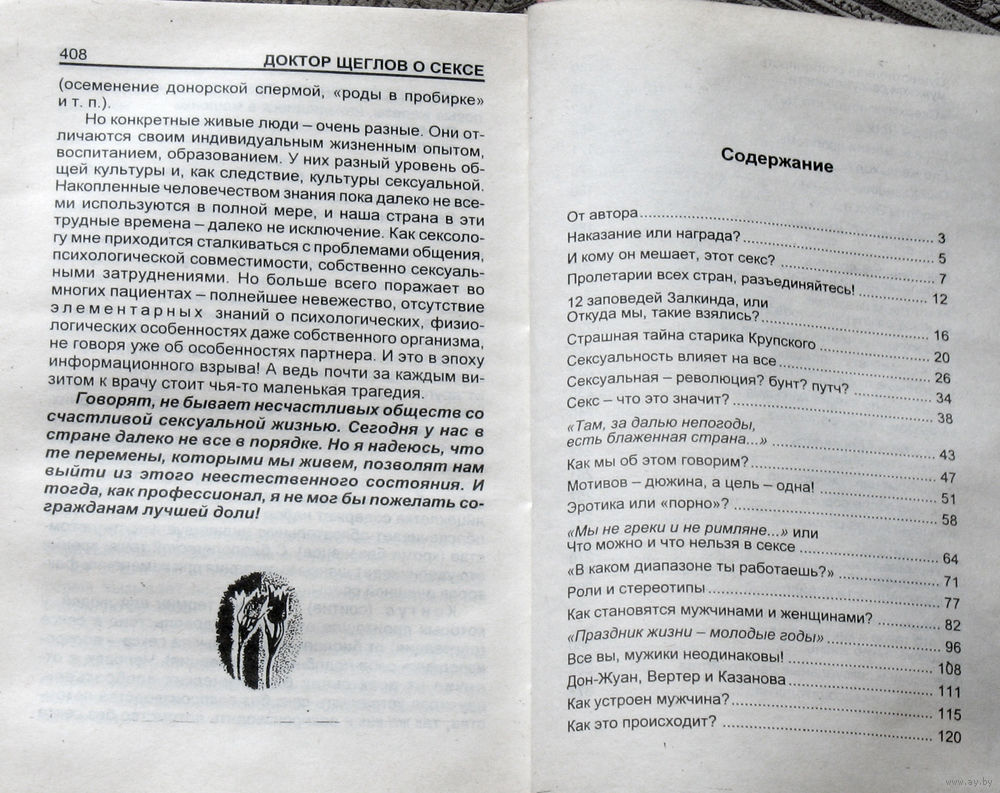 408
ДОКТОР ЩЕГЛОВ О СЕКСЕ
(осеменение донорской спермой, «роды в пробирке»
и т. п.).
Но конкретные живые люди – очень разные. Они от-
личаются своим индивидуальным жизненным опытом,
воспитанием, образованием. У них разный уровень об-
щей культуры и, как следствие, культуры сексуальной.
Накопленные человечеством знания пока далеко не все-
ми используются в полной мере, и наша страна в эти
трудные времена – далеко не исключение. Как сексоло-
гу мне приходится сталкиваться с проблемами общения,
психологической совместимости, собственно сексуаль-
ными затруднениями. Но больше всего поражает во
многих пациентах – полнейшее невежество, отсутствие
элементарных знаний о психологических, физио-
логических особенностях даже собственного организма,
не говоря уже об особенностях партнера. И это в эпоху
информационного взрыва! А ведь почти за каждым ви-
зитом к врачу стоит чья-то маленькая трагедия.
Говорят, не бывает несчастливых обществ со
счастливой сексуальной жизнью. Сегодня у нас в
стране далеко не все в порядке. Но я надеюсь, что
те перемены, которыми мы живем, позволят нам
выйти из этого неестественного состояния. И
тогда, как профессионал, я не мог бы пожелать со-
гражданам лучшей доли!
Содержание
От автора 3
Наказание или награда? 5
И кому он мешает, этот секс? 7
Пролетарии всех стран, разъединяйтесь! 12
12 заповедей Залкинда, или
Откуда мы, такие взялись? 16
Страшная тайна старика Крупского 20
Сексуальность влияет на все 26
Сексуальная – революция? бунт? путч? 34
Секс – что это значит? 38
«Там, за далью непогоды,
есть блаженная страна...» 43
Как мы об этом говорим? 47
Мотивов – дюжина, а цель – одна! 51
Эротика или «порно»? 58
«Мы не греки и не римляне...» или
Что можно и что нельзя в сексе 64
«В каком диапазоне ты работаешь?» 71
Роли и стереотипы 77
Как становятся мужчинами и женщинами? 82
«Праздник жизни – молодые годы» 96
Все вы, мужики неодинаковы! 108
Дон-Жуан, Вертер и Казанова 111
Как устроен мужчина? 115
Как это происходит? 120
www.ay.by